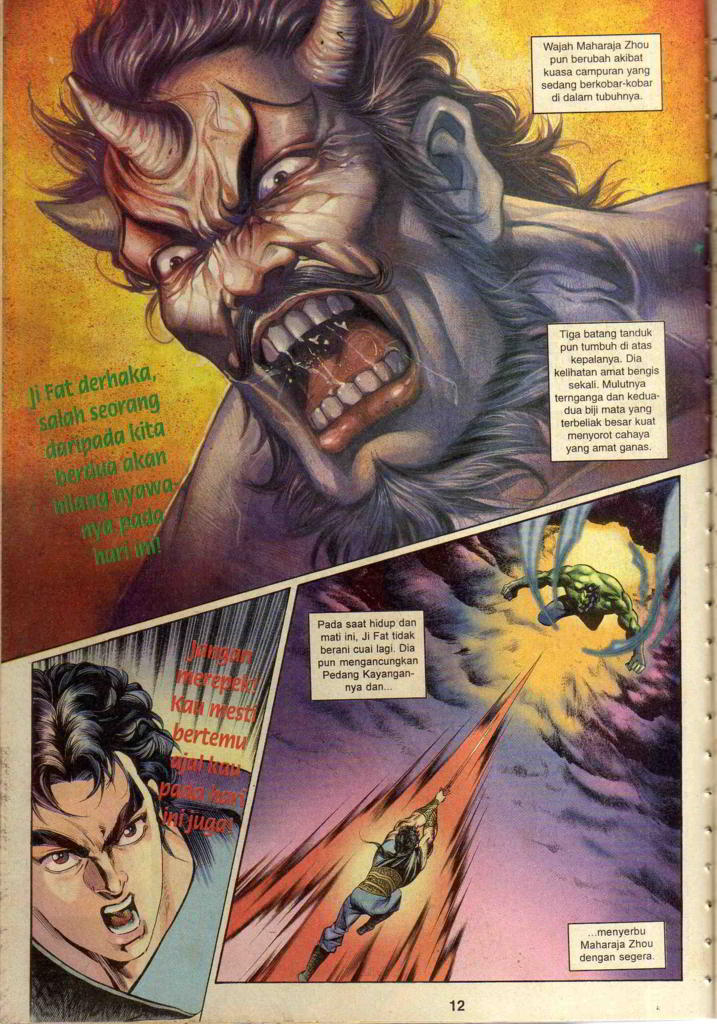 Wajah Maharaja Zhou
pun berubah akibat
kuasa campuran yang
sedang berkobar-kobar
di dalam tubuhnya.
Tiga batang tanduk
pun tumbuh di atas
kepalanya. Dia
kelihatan amat bengis
sekali. Mulutnya
ternganga dan kedua-
dua biji mata yang
terbeliak besar kuat
menyorot cahaya
yang amat ganas.
Ji Fat derhaka,
salah seorang
daripada kita
berdua akan
hilang nyawa-
nya pada
hari ini!
Jangan
merepek!
Kau mesti
bertemu
ajal kau
pada hari
ini juga!
Pada saat hidup dan
mati ini, Ji Fat tidak
berani cuai lagi. Dia
pun mengancungkan
Pedang Kayangan-
nya dan...
...menyerbu
Maharaja Zhou
dengan segera.
12